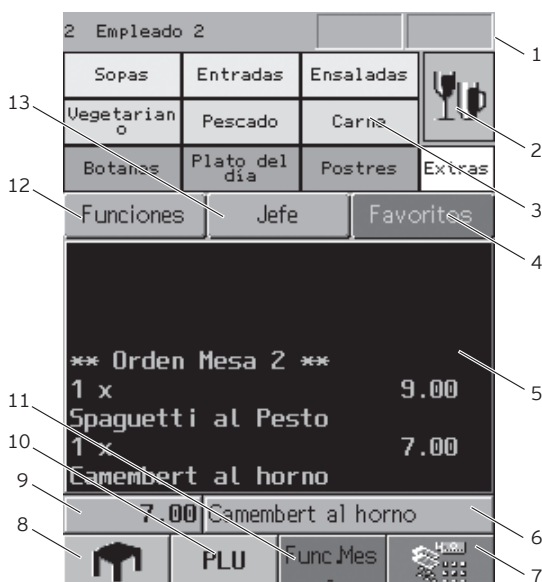 2 Empleado 2
1
Sopas Entradas Ensaladas
13
Vegetarian
o
Pescado Carne
2
Botanas Plato del
día
Postres Extras
3
12
Funciones Jefe Favoritos
4
** Orden Mesa 2 **
1 x 9.00
5
11
Spaguetti al Pesto
10
1 x 7.00
Camembert al horno
9
7.00 Camembert al horno
6
8
PLU Func.Mes
7